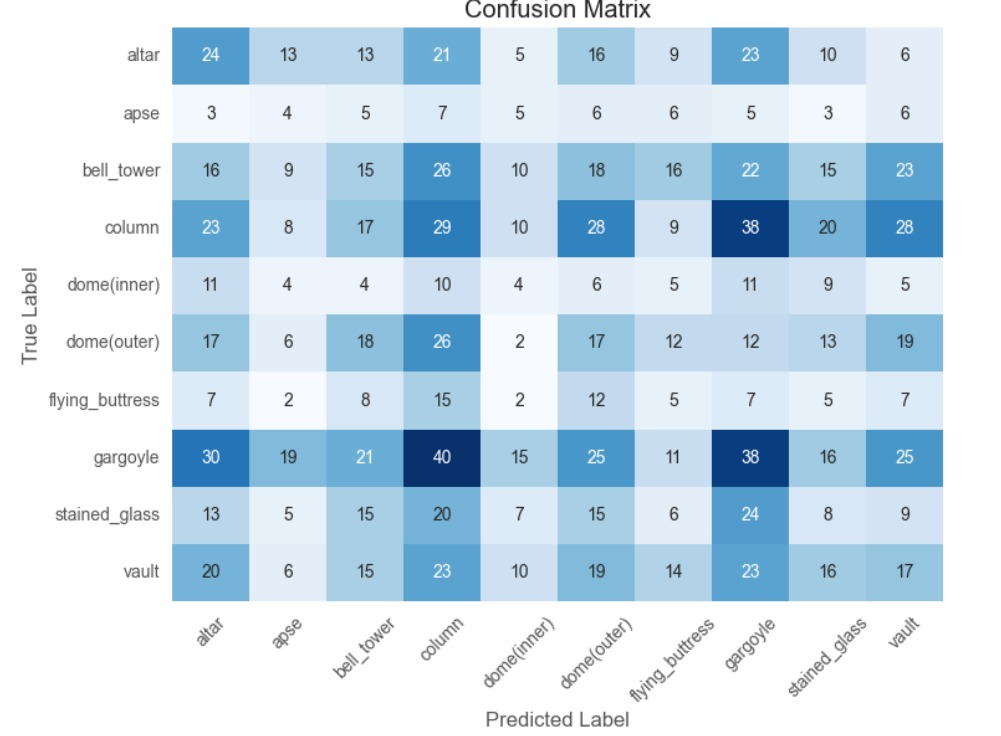 Confusion Matrix
altar 24 13 13 21 5 16 9 23 10 6
apse 3 4 5 7 5 6 6 5 3 6
bell_tower 16 9 15 26 10 18 16 22 15 23
column 23 8 17 29 10 28 9 38 20 28
dome(inner) 11 4 4 10 4 6 5 11 9 5
dome(outer) 17 6 18 26 2 17 12 12 13 19
flying_buttress 7 2 8 15 2 12 5 7 5 7
gargoyle 30 19 21 40 15 25 11 38 16 25
stained_glass 13 5 15 20 7 15 6 24 8 9
vault 20 6 15 23 10 19 14 23 16 17
True Label
altar apse bell_tower column dome(inner) dome(outer) flying_buttress gargoyle stained_glass vault
Predicted Label